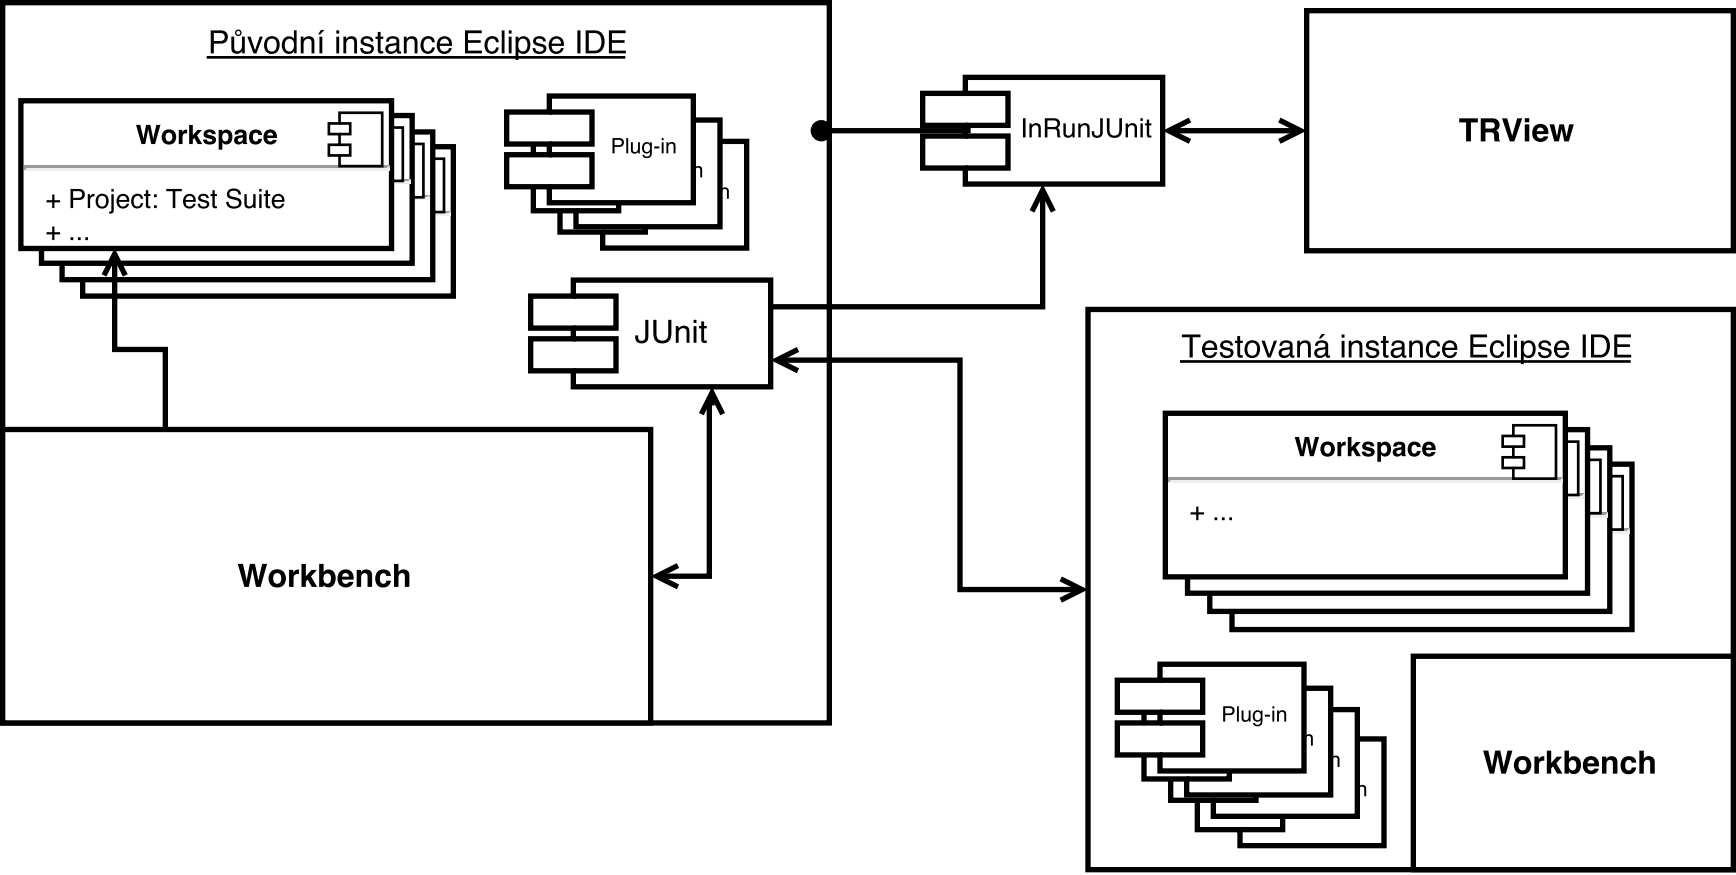 Původní instance Eclipse IDE
Workspace
+ Project: Test Suite
+ ...
Plug-in
n
n
JUnit
Workbench
InRunJUnit
TRView
Testovaná instance Eclipse IDE
Workspace
+ ...
Plug-in
n
n
n
Workbench